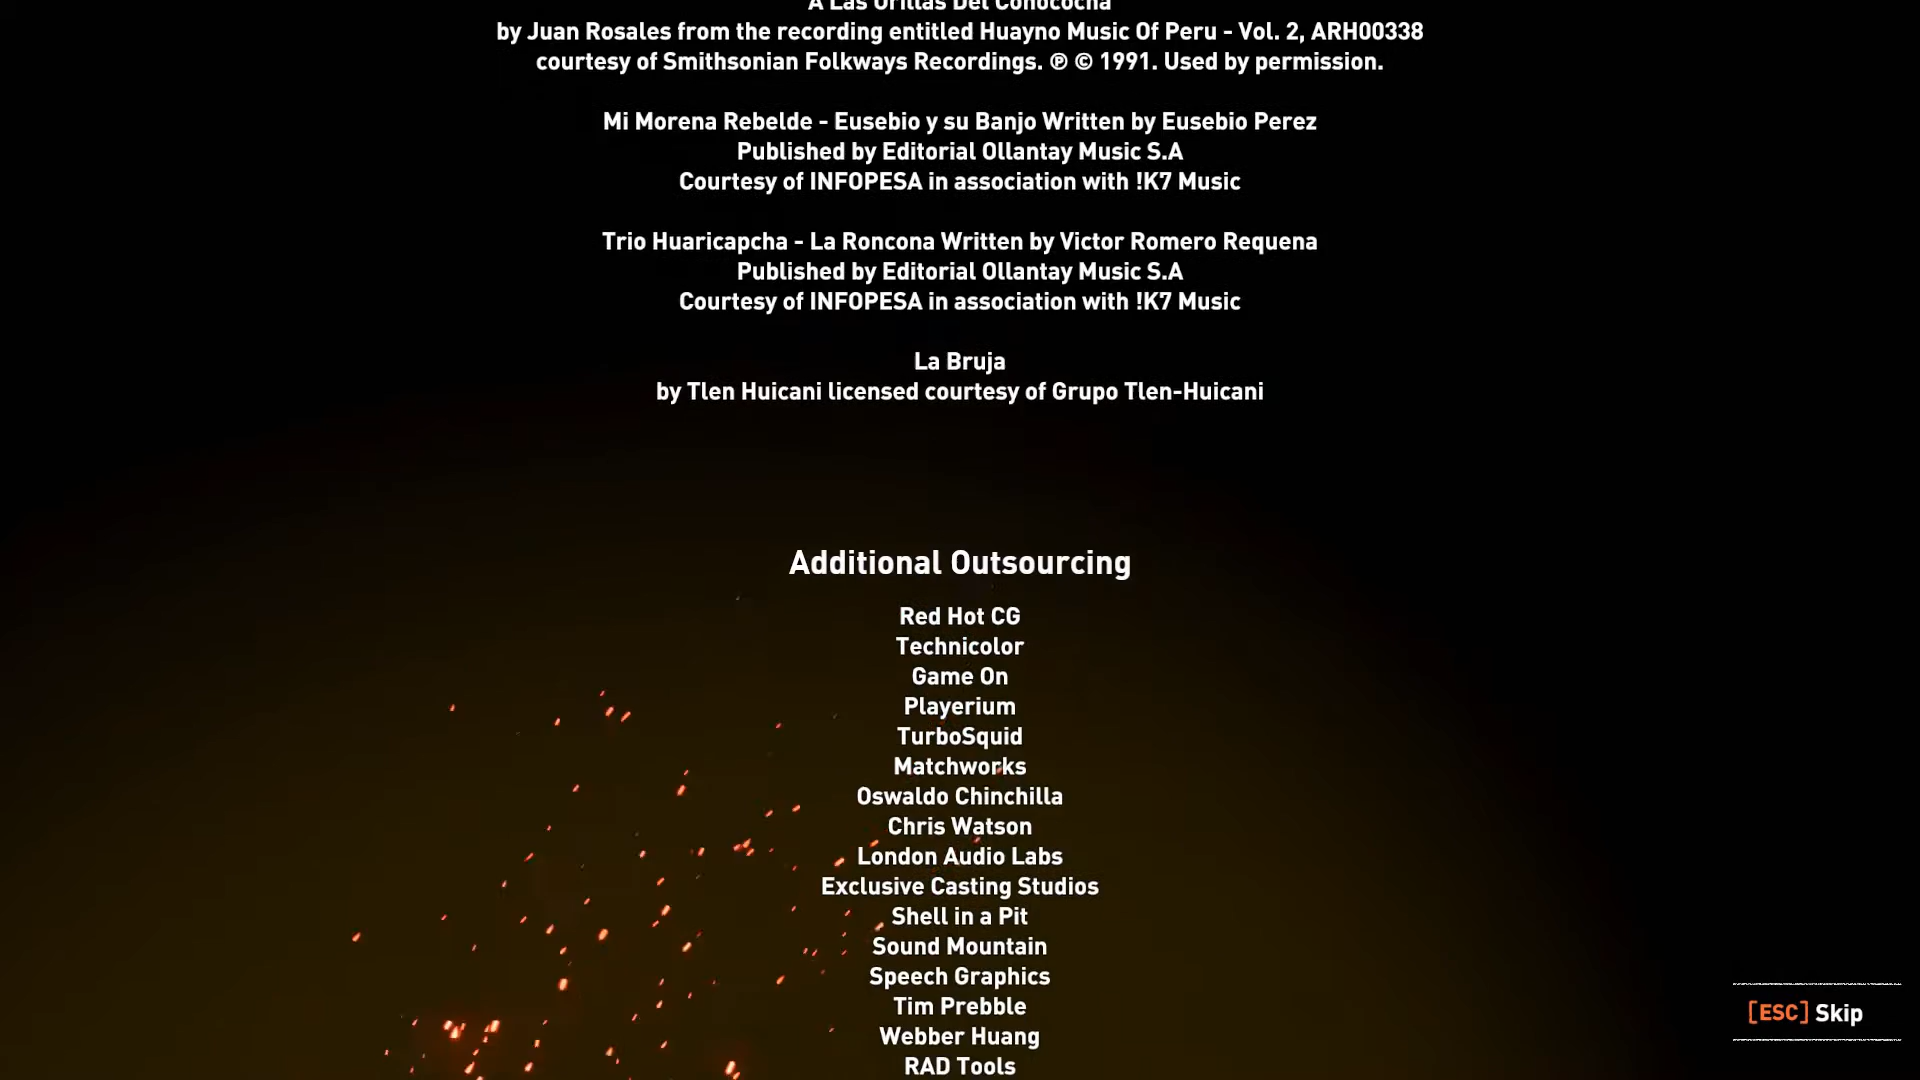 A Las Orillas Del Conococha
by Juan Rosales from the recording entitled Huayno Music Of Peru - Vol. 2, ARH00338
courtesy of Smithsonian Folkways Recordings. ℗ © 1991. Used by permission.
Mi Morena Rebelde - Eusebio y su Banjo Written by Eusebio Perez
Published by Editorial Ollantay Music S.A
Courtesy of INFOPESA in association with !K7 Music
Trio Huaricapcha - La Roncona Written by Victor Romero Requena
Published by Editorial Ollantay Music S.A
Courtesy of INFOPESA in association with !K7 Music
La Bruja
by Tlen Huicani licensed courtesy of Grupo Tlen-Huicani
Additional Outsourcing
Red Hot CG
Technicolor
Game On
Playerium
TurboSquid
Matchworks
Oswaldo Chinchilla
Chris Watson
London Audio Labs
Exclusive Casting Studios
Shell in a Pit
Sound Mountain
Speech Graphics
Tim Prebble
Webber Huang
RAD Tools
[ESC] Skip